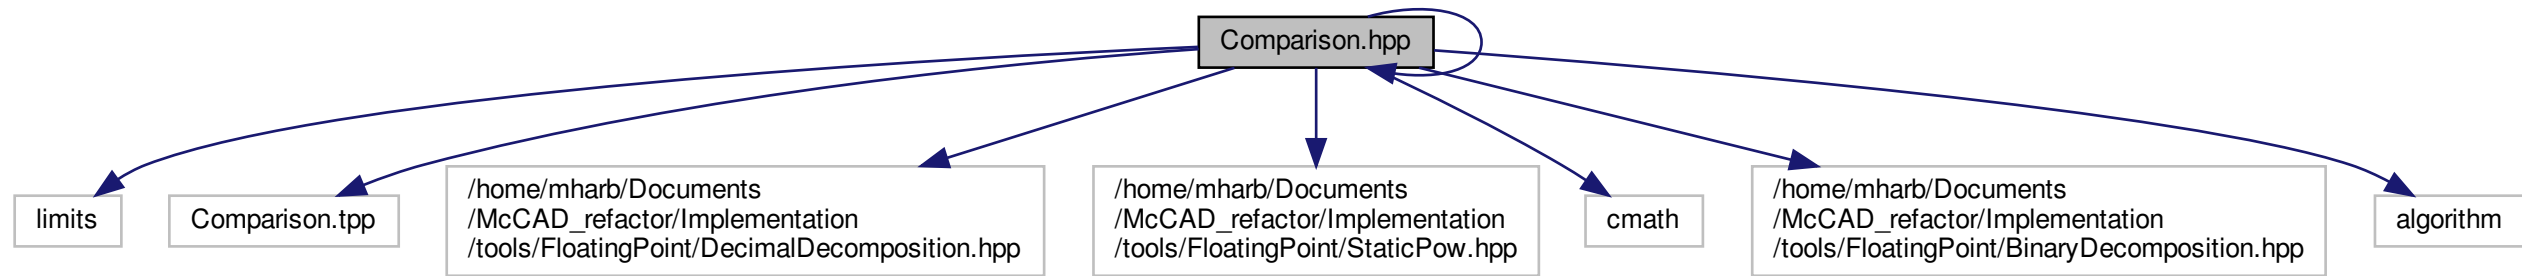 Comparison.hpp
limits
Comparison.tpp
/home/mharb/Documents
/McCAD_refactor/Implementation
/tools/FloatingPoint/DecimalDecomposition.hpp
/home/mharb/Documents
/McCAD_refactor/Implementation
/tools/FloatingPoint/StaticPow.hpp
cmath
/home/mharb/Documents
/McCAD_refactor/Implementation
/tools/FloatingPoint/BinaryDecomposition.hpp
algorithm